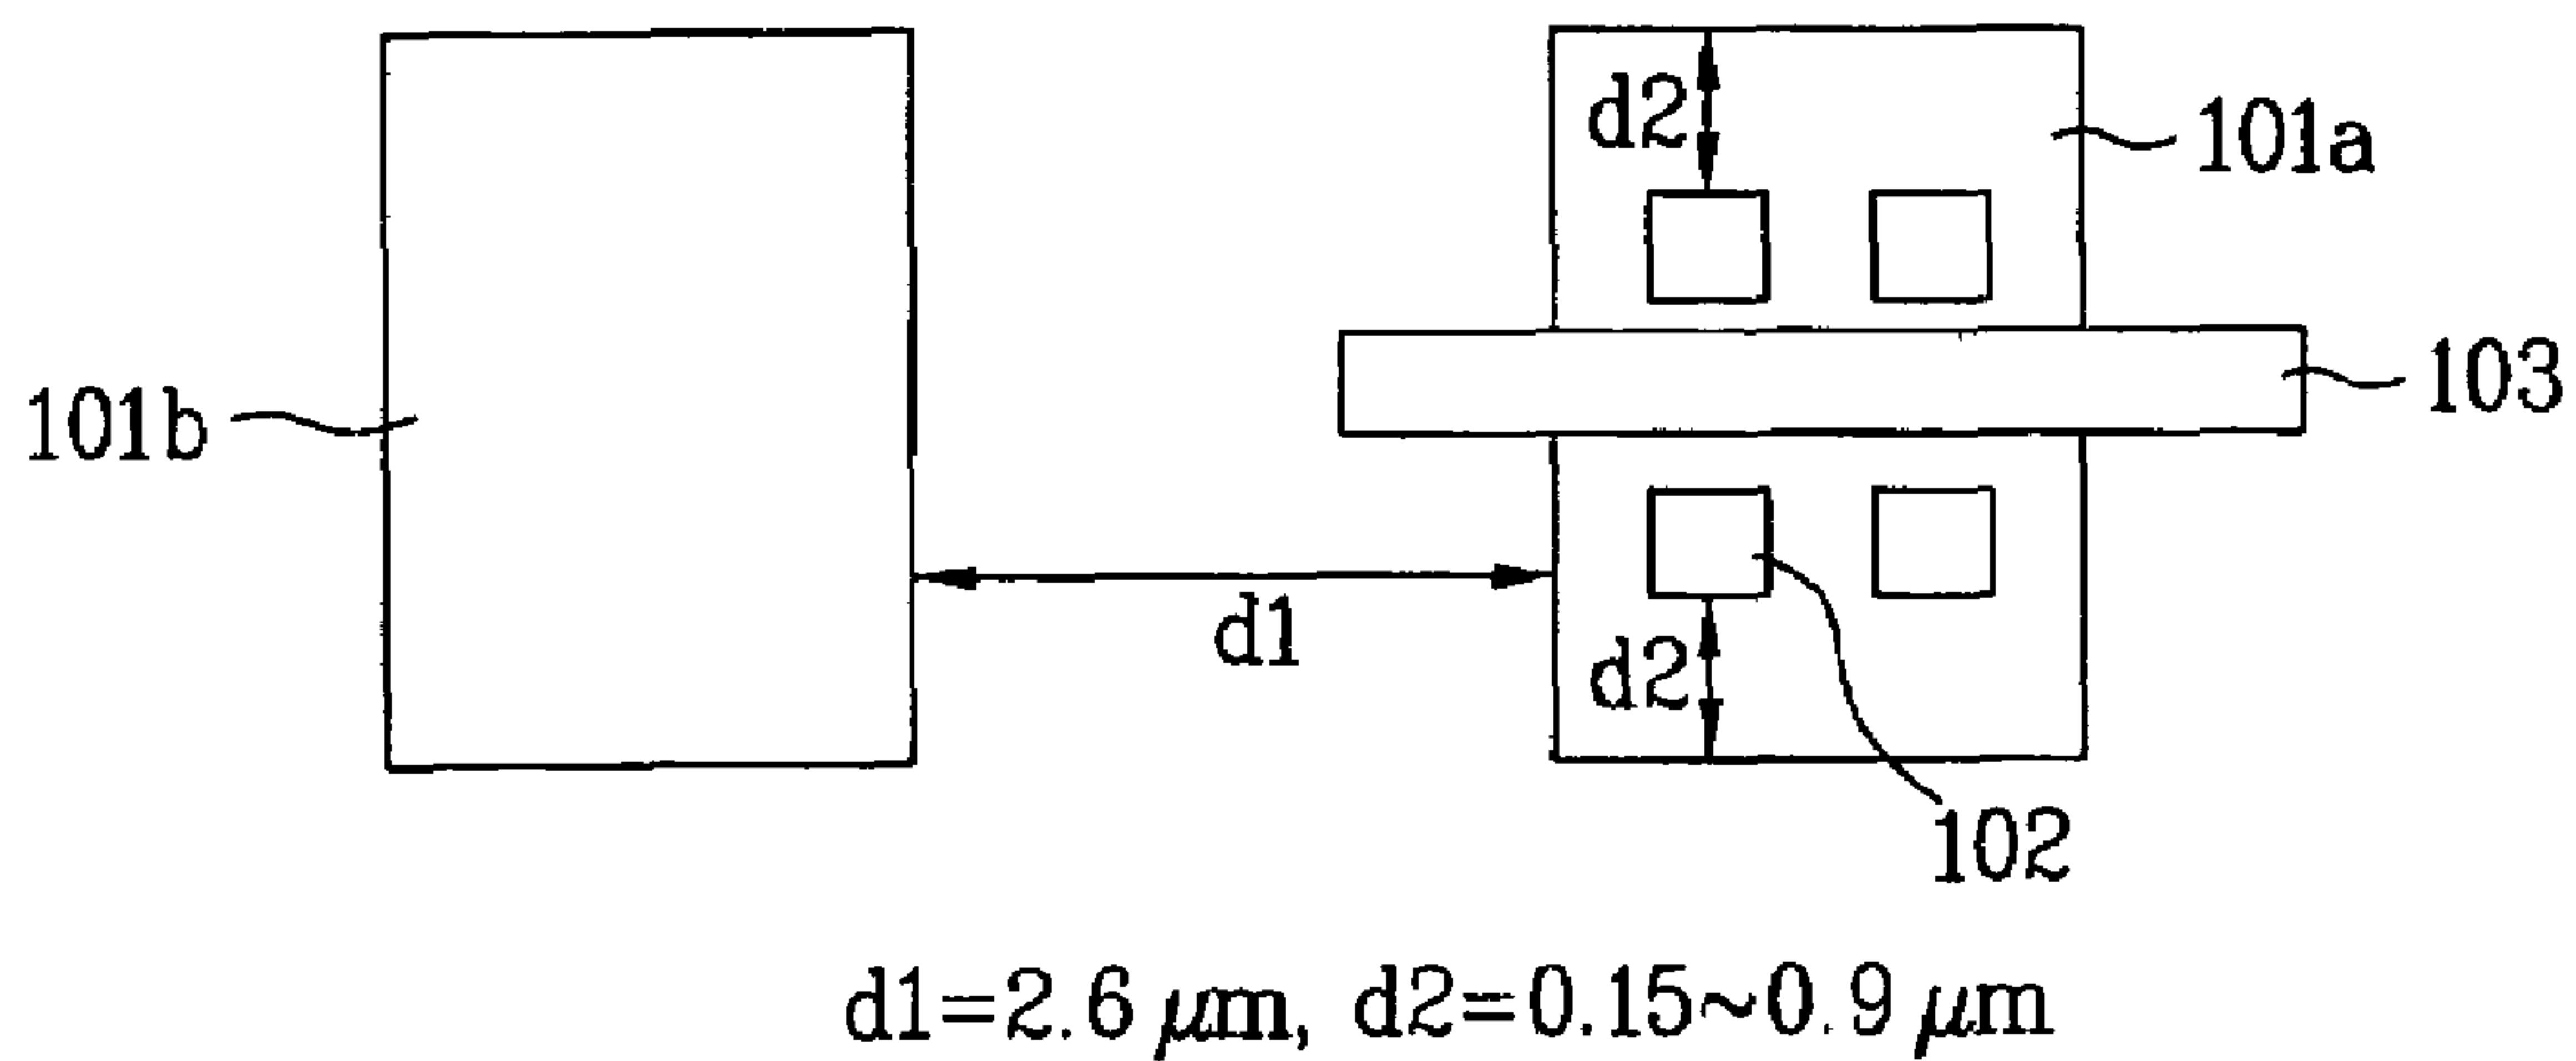 d2
101a
103
101b
d1
d2
102
d1=2.6 μm, d2=0.15~0.9 μm